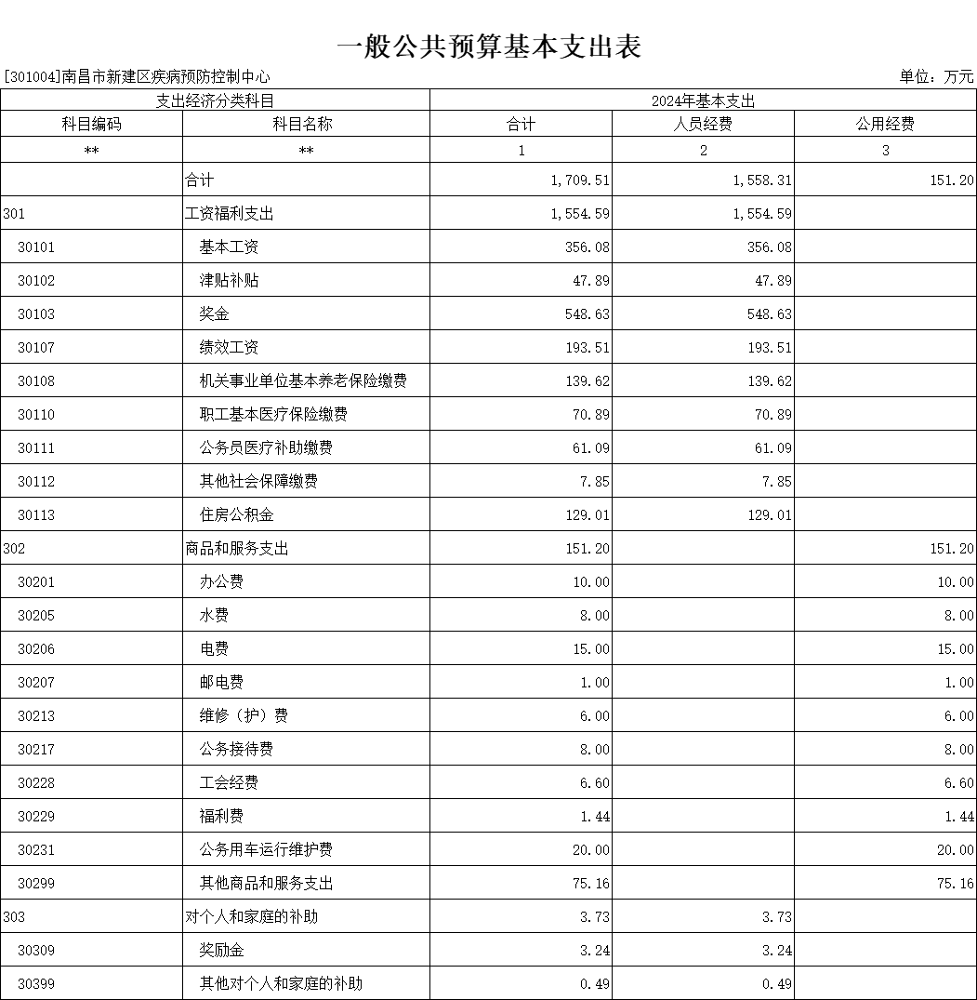 一般公共预算基本支出表
[301004]南昌市新建区疾病预防控制中心 单位：万元
支出经济分类科目 2024年基本支出
科目编码 科目名称 合计 人员经费 公用经费
** ** 1 2 3
合计 1,709.51 1,558.31 151.20
301 工资福利支出 1,554.59 1,554.59
30101 基本工资 356.08 356.08
30102 津贴补贴 47.89 47.89
30103 奖金 548.63 548.63
30107 绩效工资 193.51 193.51
30108 机关事业单位基本养老保险缴费 139.62 139.62
30110 职工基本医疗保险缴费 70.89 70.89
30111 公务员医疗补助缴费 61.09 61.09
30112 其他社会保障缴费 7.85 7.85
30113 住房公积金 129.01 129.01
302 商品和服务支出 151.20 151.20
30201 办公费 10.00 10.00
30205 水费 8.00 8.00
30206 电费 15.00 15.00
30207 邮电费 1.00 1.00
30213 维修（护）费 6.00 6.00
30217 公务接待费 8.00 8.00
30228 工会经费 6.60 6.60
30229 福利费 1.44 1.44
30231 公务用车运行维护费 20.00 20.00
30299 其他商品和服务支出 75.16 75.16
303 对个人和家庭的补助 3.73 3.73
30309 奖励金 3.24 3.24
30399 其他对个人和家庭的补助 0.49 0.49